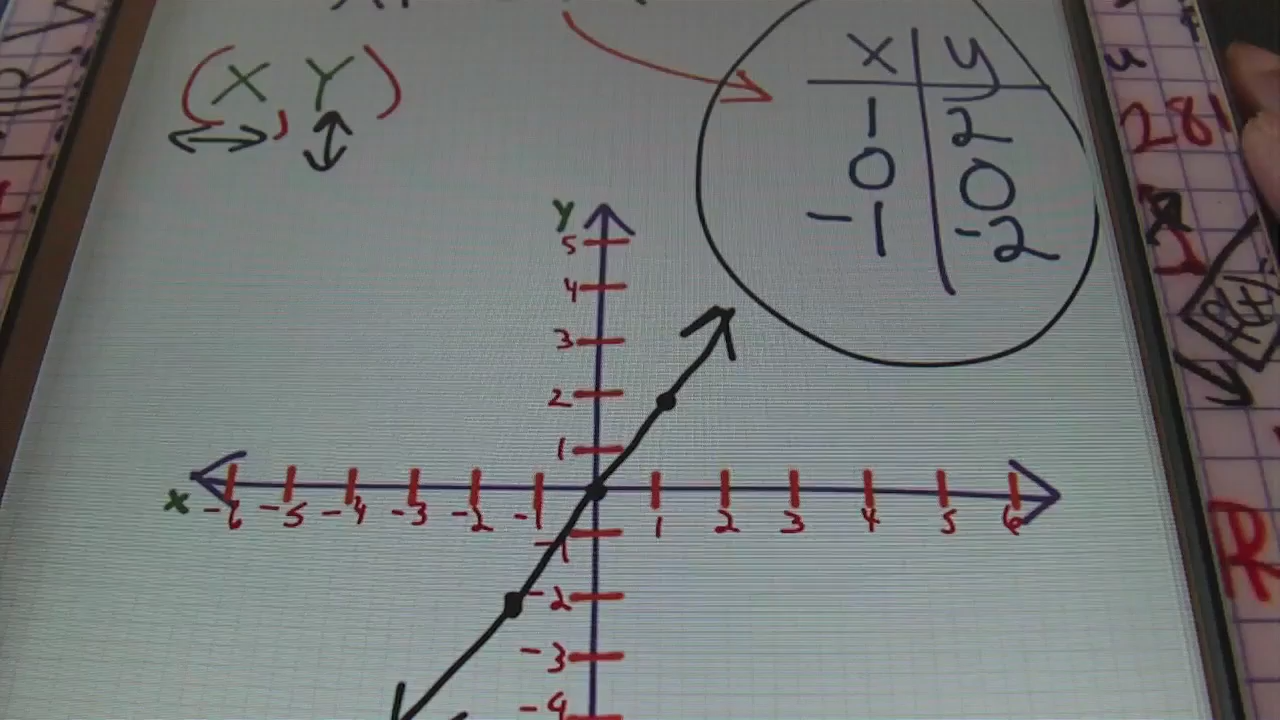 (X, Y)
x y
1 2
0 0
-1 -2
Y
5
4
3
2
1
x -6 -5 -4 -3 -2 -1 1 2 3 4 5 6
-1
-2
-3
-4
281
R(x)
R